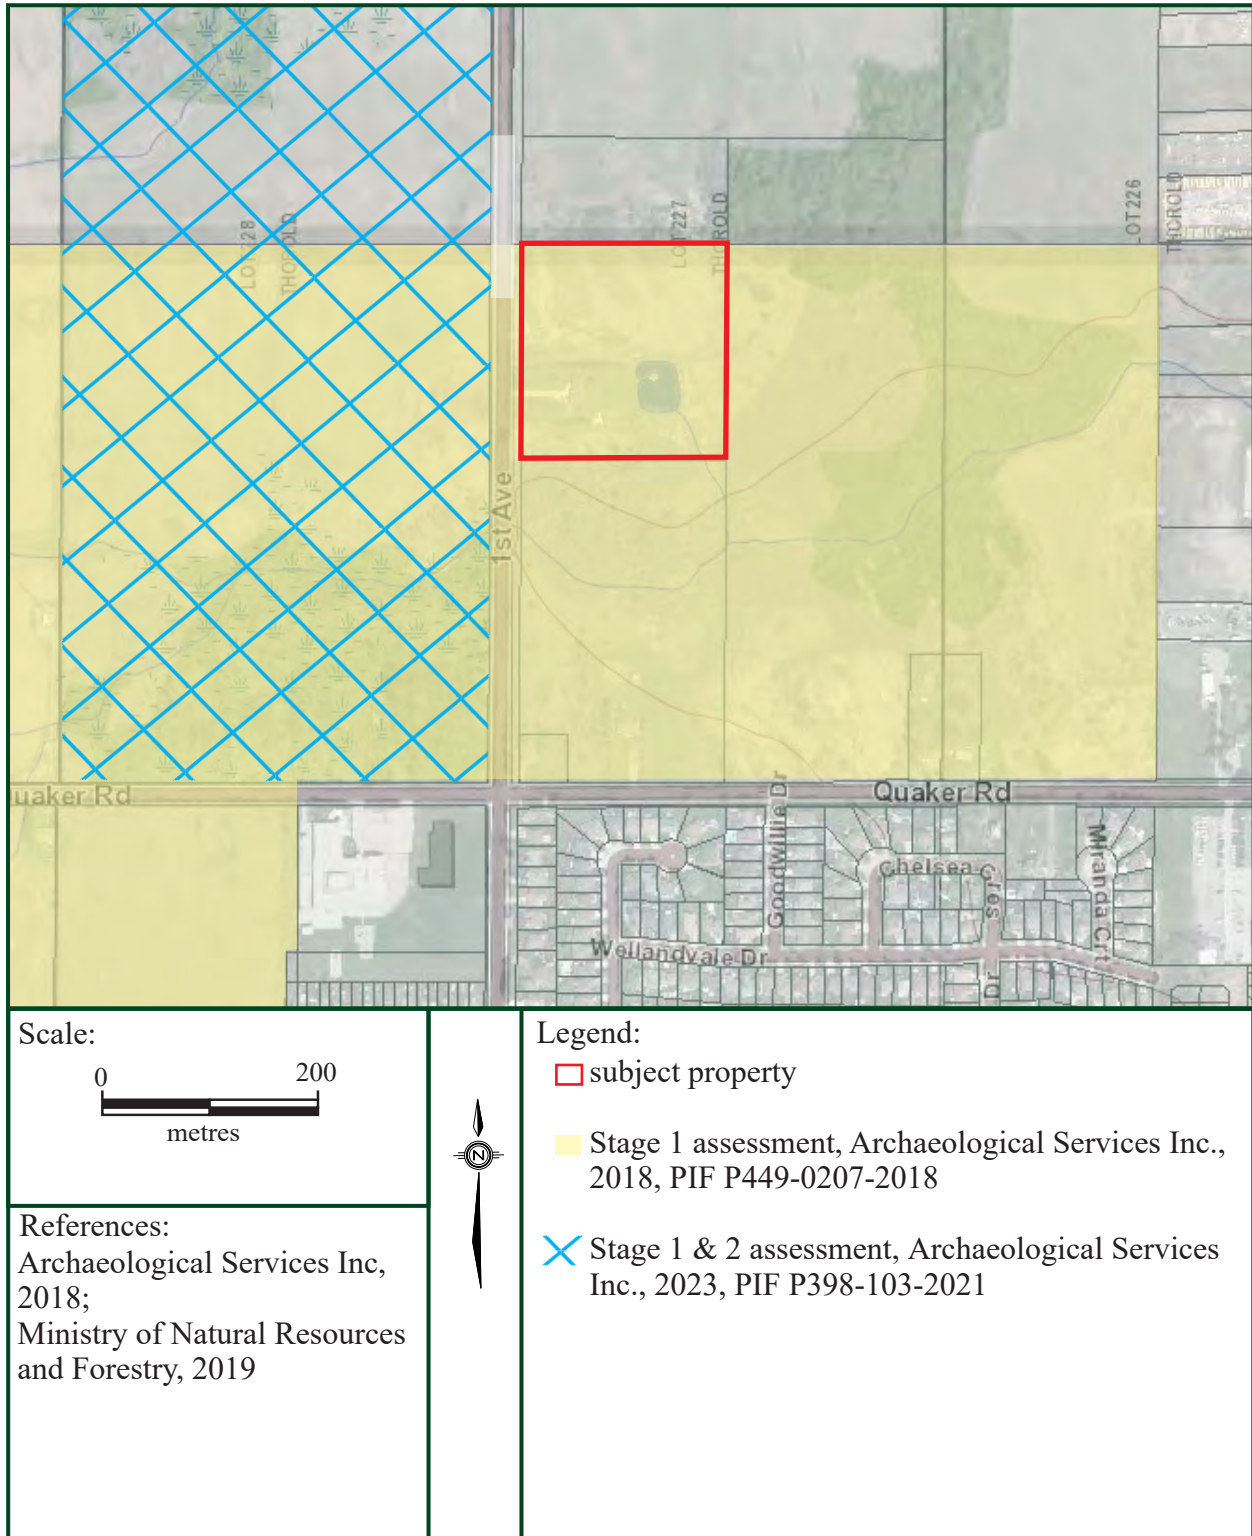 LOT 228
THOROLD
LOT 227
THOROLD
LOT 226
THOROLD
1st Ave
uaker Rd
Quaker Rd
Goodwillie Dr
Chelsea Cres
Miranda Crt
Wellandvale Dr
Dr
Scale:
0 200
metres
References:
Archaeological Services Inc,
2018;
Ministry of Natural Resources
and Forestry, 2019
N
Legend:
subject property
Stage 1 assessment, Archaeological Services Inc.,
2018, PIF P449-0207-2018
Stage 1 & 2 assessment, Archaeological Services
Inc., 2023, PIF P398-103-2021